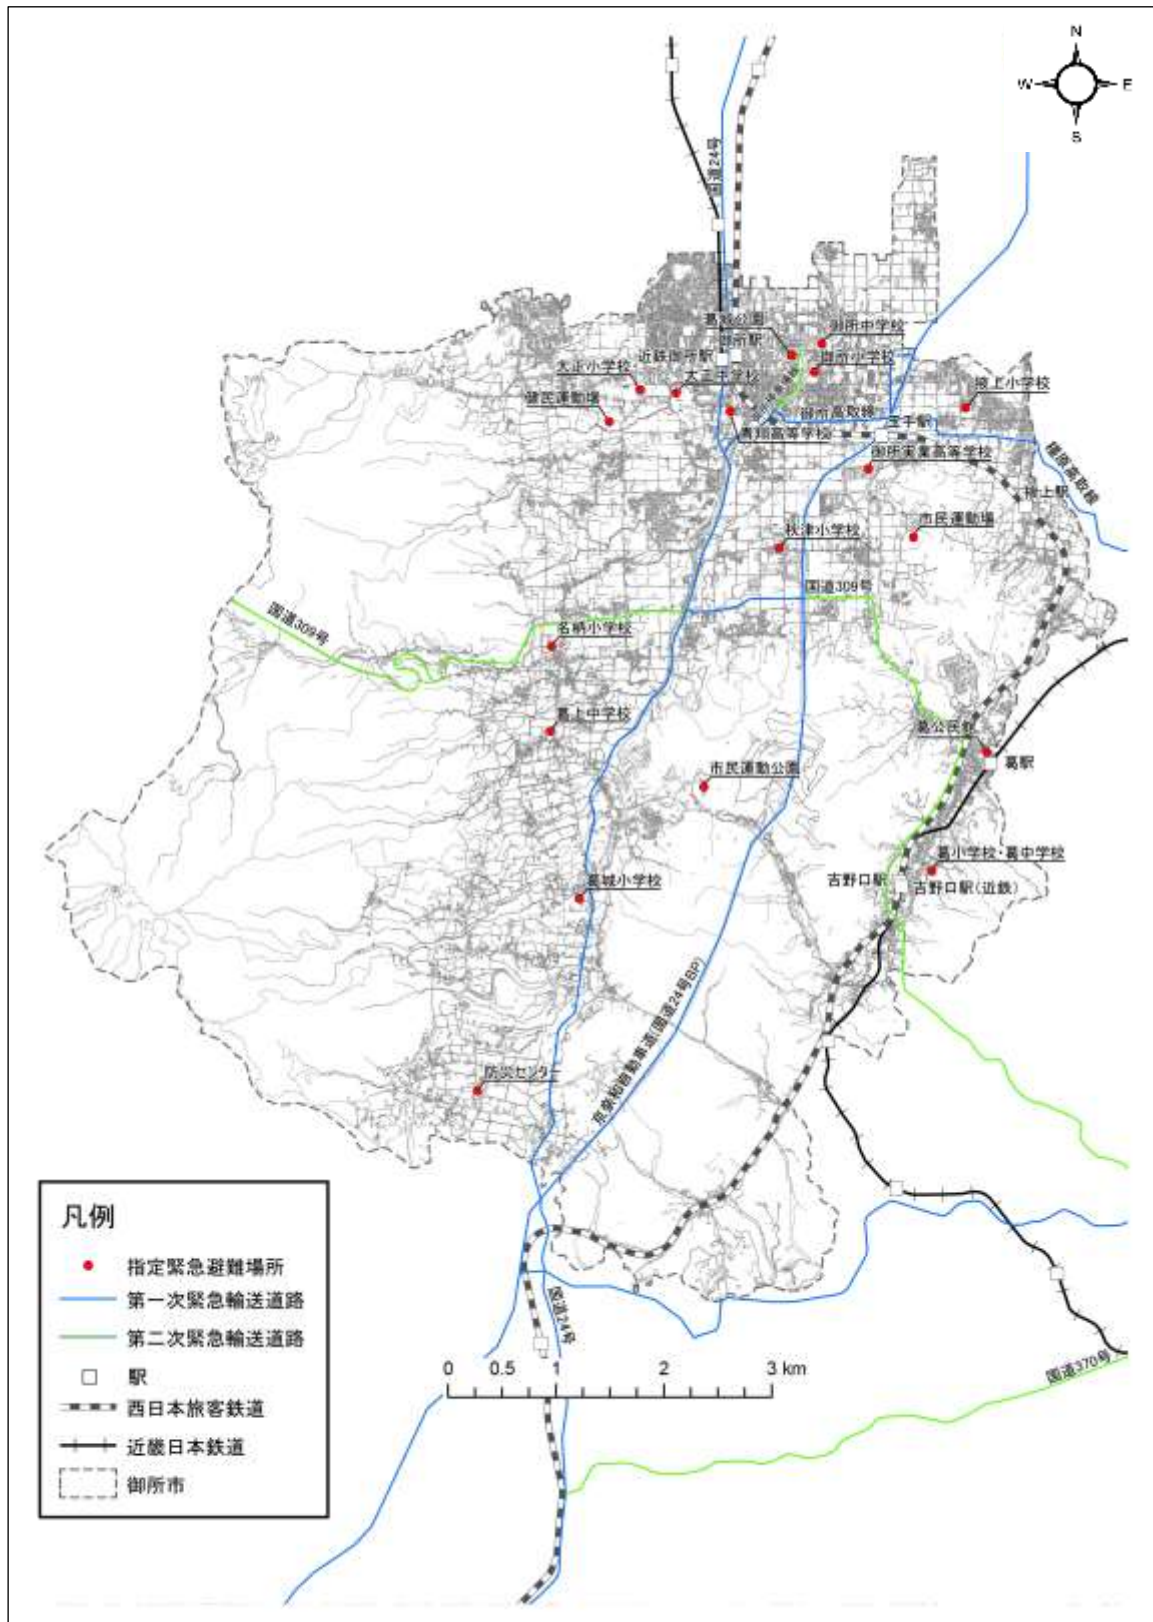 N
W
E
S
国道24号
葛城公園
御所中学校
御所駅
近鉄御所駅
御所小学校
大正小学校
大正中学校
掖上小学校
健民運動場
御所高取線
玉手駅
青翔高等学校
橿原高取線
御所実業高等学校
掖上駅
市民運動場
秋津小学校
国道309号
国道309号
名柄小学校
葛上中学校
葛公民館
葛駅
市民運動公園
葛小学校・葛中学校
吉野口駅
吉野口駅(近鉄)
葛城小学校
京奈和自動車道(国道24号BP)
防災センター
国道24号
国道370号
0 0.5 1 2 3 km
凡例
指定緊急避難場所
第一次緊急輸送道路
第二次緊急輸送道路
駅
西日本旅客鉄道
近畿日本鉄道
御所市